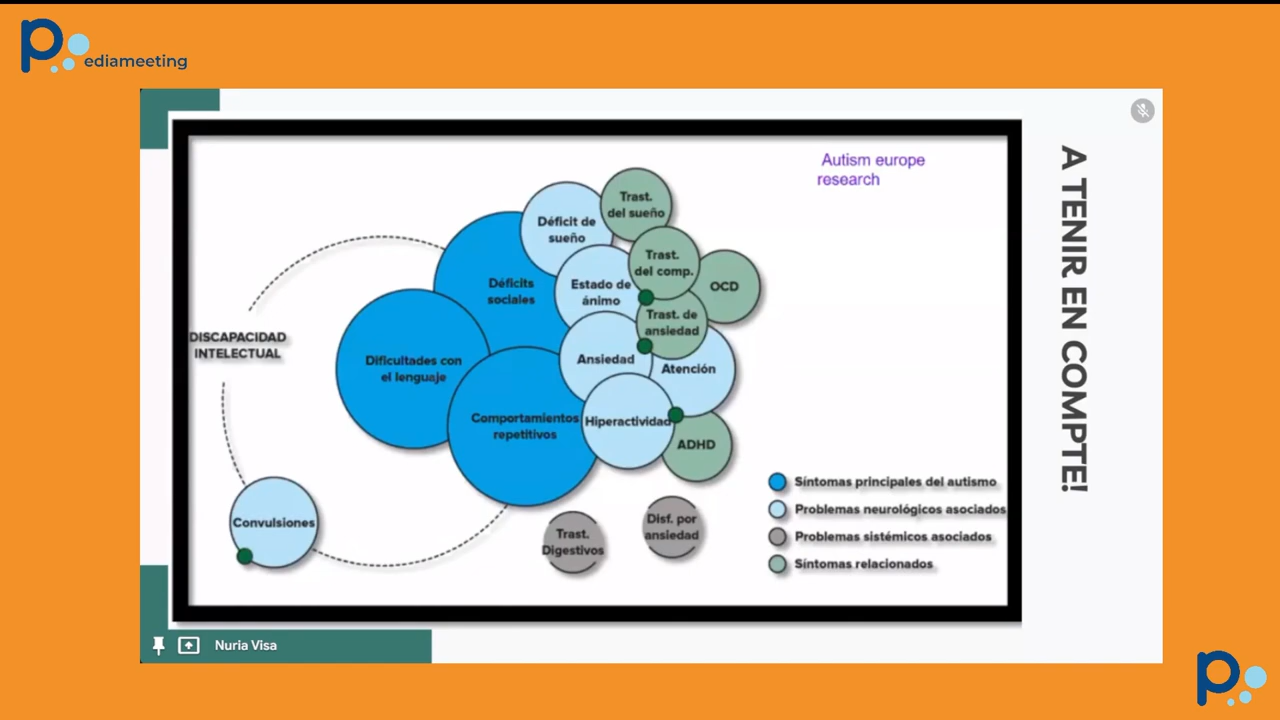 Pediameeting
A TENIR EN COMPTE!
Autism europe
research
Trast.
del sueño
Déficit de
sueño
Trast.
del comp.
OCD
Déficits
sociales
Estado de
ánimo
Trast. de
ansiedad
DISCAPACIDAD
INTELECTUAL
Dificultades con
el lenguaje
Ansiedad
Atención
Comportamientos
repetitivos
Hiperactividad
ADHD
Convulsiones
Trast.
Digestivos
Disf. por
ansiedad
Síntomas principales del autismo
Problemas neurológicos asociados
Problemas sistémicos asociados
Síntomas relacionados
Nuria Visa
P